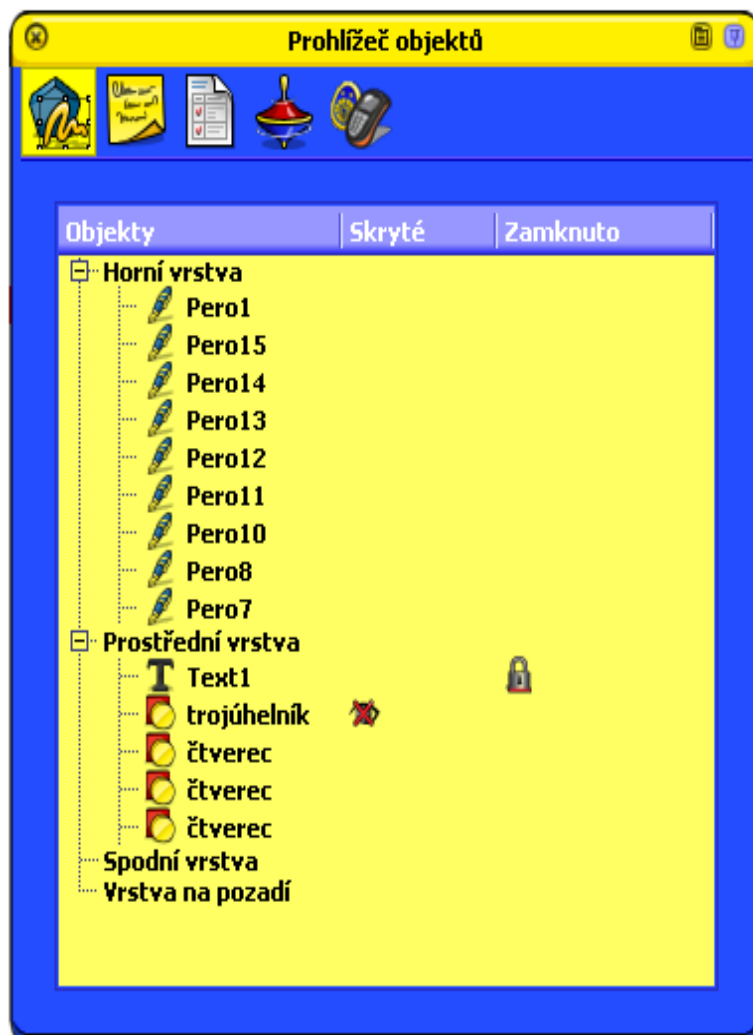 Prohlížeč objektů
Objekty Skryté Zamknuto
Horní vrstva
Pero1
Pero15
Pero14
Pero13
Pero12
Pero11
Pero10
Pero8
Pero7
Prostřední vrstva
Text1
trojúhelník
čtverec
čtverec
čtverec
Spodní vrstva
Vrstva na pozadí